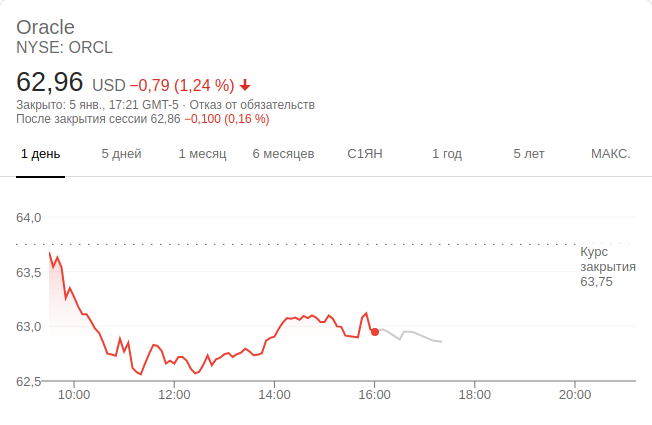 Oracle
NYSE: ORCL
62,96 USD −0,79 (1,24 %)
Закрыто: 5 янв., 17:21 GMT-5 · Отказ от обязательств
После закрытия сессии 62,86 −0,100 (0,16 %)
1 день 5 дней 1 месяц 6 месяцев С1ЯН 1 год 5 лет МАКС.
64,0
Курс
закрытия
63,75
63,5
63,0
62,5
10:00 12:00 14:00 16:00 18:00 20:00